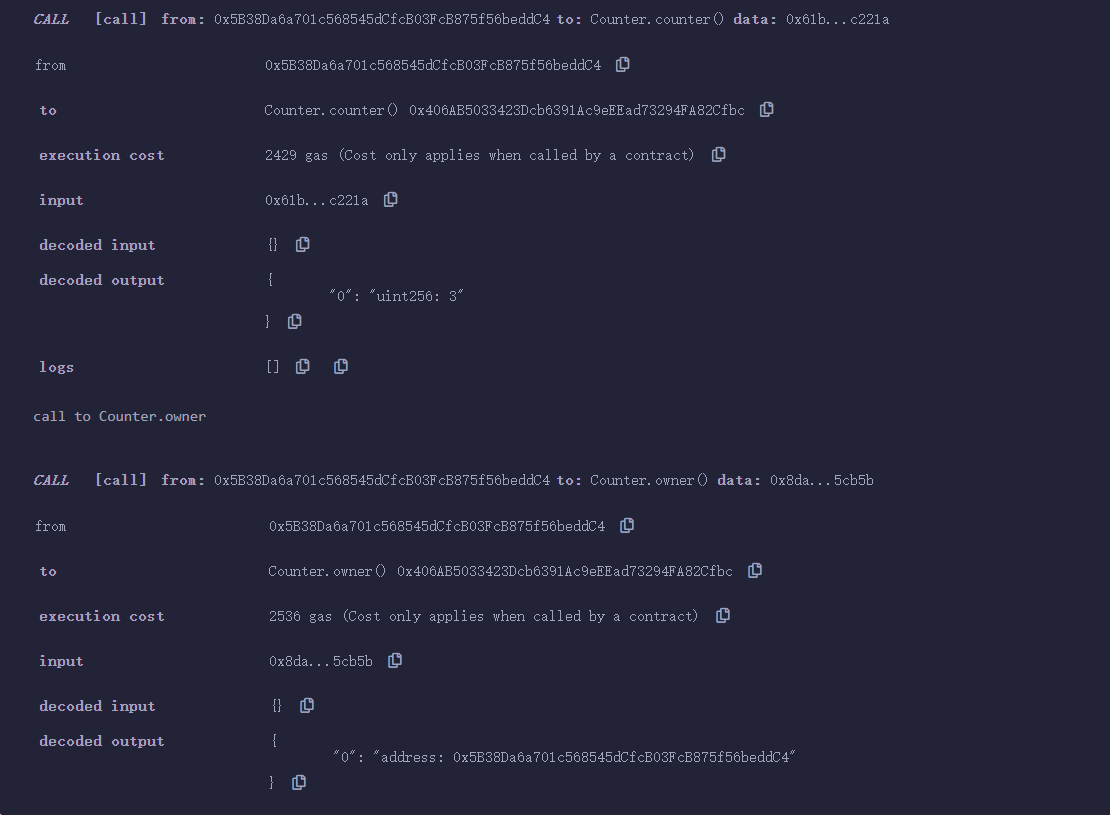 CALL [call] from: 0x5B38Da6a701c568545dCfcB03FcB875f56beddC4 to: Counter.counter() data: 0x61b...c221a
from 0x5B38Da6a701c568545dCfcB03FcB875f56beddC4
to Counter.counter() 0x406AB5033423Dcb6391Ac9eEEad73294FA82Cfbc
execution cost 2429 gas (Cost only applies when called by a contract)
input 0x61b...c221a
decoded input {}
decoded output {
"0": "uint256: 3"
}
logs []
call to Counter.owner
CALL [call] from: 0x5B38Da6a701c568545dCfcB03FcB875f56beddC4 to: Counter.owner() data: 0x8da...5cb5b
from 0x5B38Da6a701c568545dCfcB03FcB875f56beddC4
to Counter.owner() 0x406AB5033423Dcb6391Ac9eEEad73294FA82Cfbc
execution cost 2536 gas (Cost only applies when called by a contract)
input 0x8da...5cb5b
decoded input {}
decoded output {
"0": "address: 0x5B38Da6a701c568545dCfcB03FcB875f56beddC4"
}